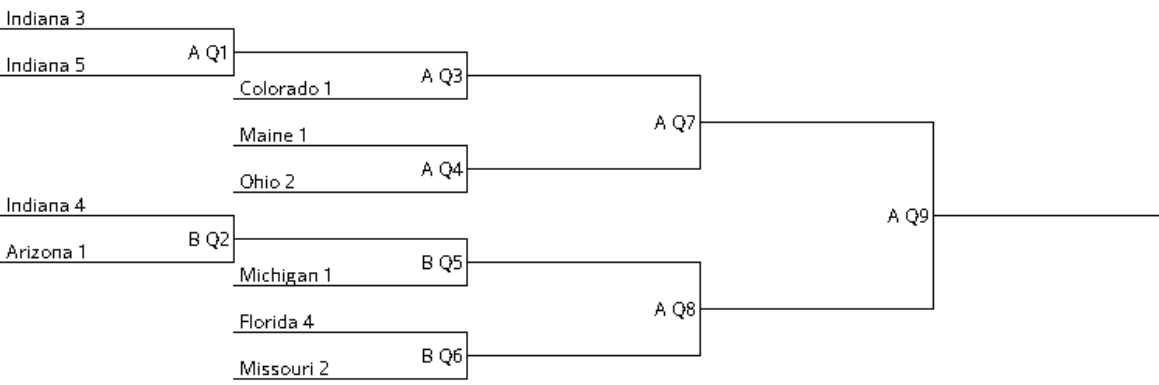 Indiana 3
A Q1
Indiana 5
A Q3
Colorado 1
A Q7
Maine 1
A Q4
Ohio 2
Indiana 4
A Q9
B Q2
Arizona 1
B Q5
Michigan 1
A Q8
Florida 4
B Q6
Missouri 2